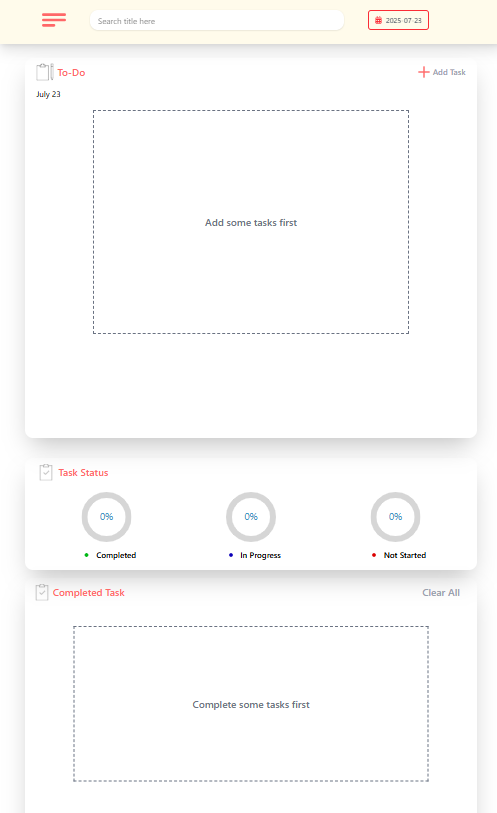 Search title here
2025-07-23
To-Do
Add Task
July 23
Add some tasks first
Task Status
0%
0%
0%
Completed
In Progress
Not Started
Completed Task
Clear All
Complete some tasks first